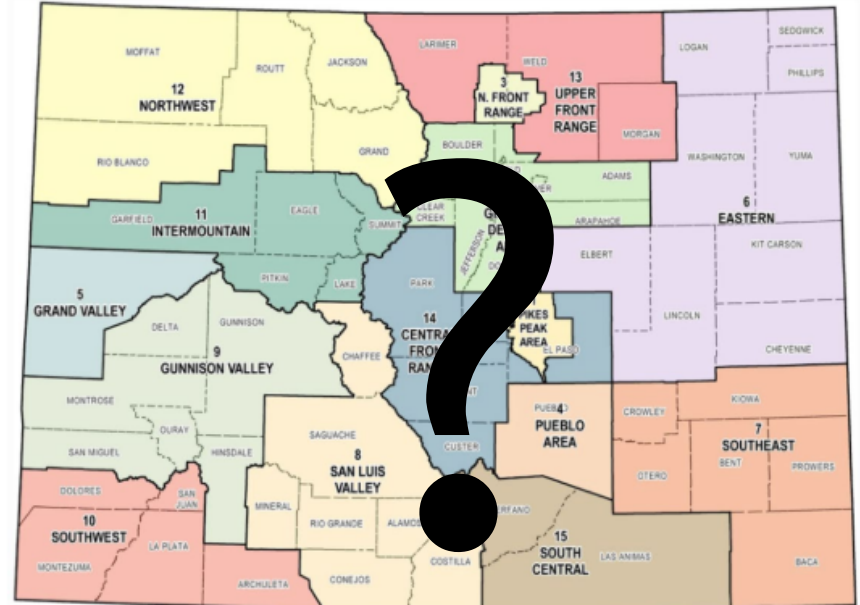 MOFFAT
12
NORTHWEST
ROUTT
JACKSON
RIO BLANCO
GRAND
LARIMER
WELD
3
N. FRONT
RANGE
13
UPPER
FRONT
RANGE
MORGAN
LOGAN
SEDGWICK
PHILLIPS
WASHINGTON
YUMA
6
EASTERN
ELBERT
KIT CARSON
LINCOLN
CHEYENNE
BOULDER
ADAMS
ARAPAHOE
CREEK
JEFFERSON
GARFIELD
11
INTERMOUNTAIN
EAGLE
SUMMIT
PITKIN
LAKE
5
GRAND VALLEY
DELTA
GUNNISON
9
GUNNISON VALLEY
MONTROSE
OURAY
SAN MIGUEL
HINSDALE
CHAFFEE
PARK
14
CUSTER
PIKES
PEAK
AREA
EL PASO
4
PUEBLO
AREA
CROWLEY
KIOWA
7
SOUTHEAST
OTERO
BENT
PROWERS
BACA
SAGUACHE
8
SAN LUIS
VALLEY
MINERAL
RIO GRANDE
CONEJOS
COSTILLA
DOLORES
SAN
JUAN
10
SOUTHWEST
LA PLATA
MONTEZUMA
ARCHULETA
15
SOUTH
CENTRAL
LAS ANIMAS
?